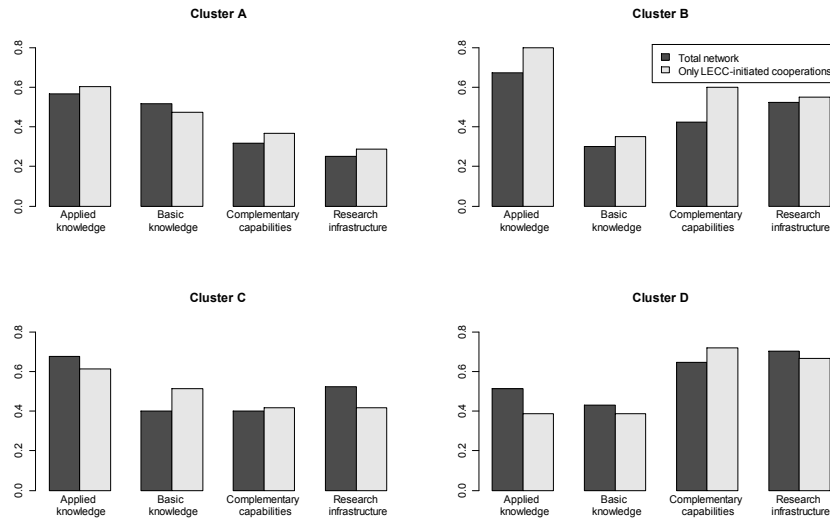 Cluster A
0.0 0.2 0.4 0.6 0.8
Applied
knowledge
Basic
knowledge
Complementary
capabilities
Research
infrastructure
Cluster B
0.0 0.2 0.4 0.6 0.8
Total network
Only LECC-initiated cooperations
Applied
knowledge
Basic
knowledge
Complementary
capabilities
Research
infrastructure
Cluster C
0.0 0.2 0.4 0.6 0.8
Applied
knowledge
Basic
knowledge
Complementary
capabilities
Research
infrastructure
Cluster D
0.0 0.2 0.4 0.6 0.8
Applied
knowledge
Basic
knowledge
Complementary
capabilities
Research
infrastructure